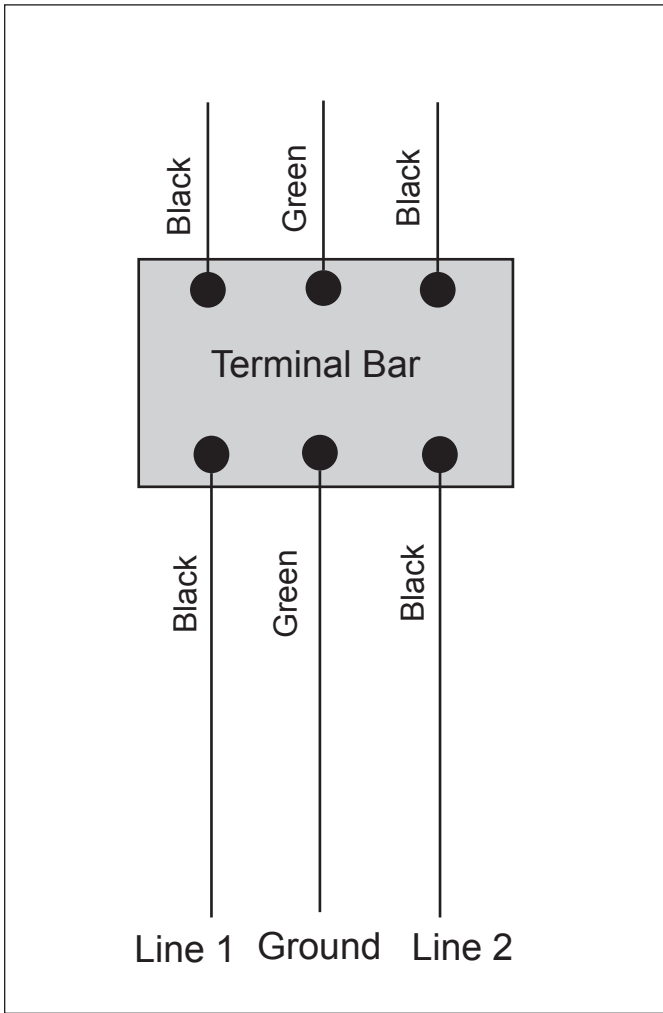 Black
Green
Black
Terminal Bar
Black
Green
Black
Line 1
Ground
Line 2